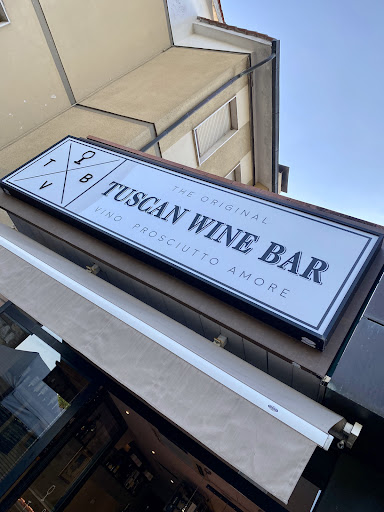 T B V
THE ORIGINAL
TUSCAN WINE BAR
VINO PROSCIUTTO AMORE